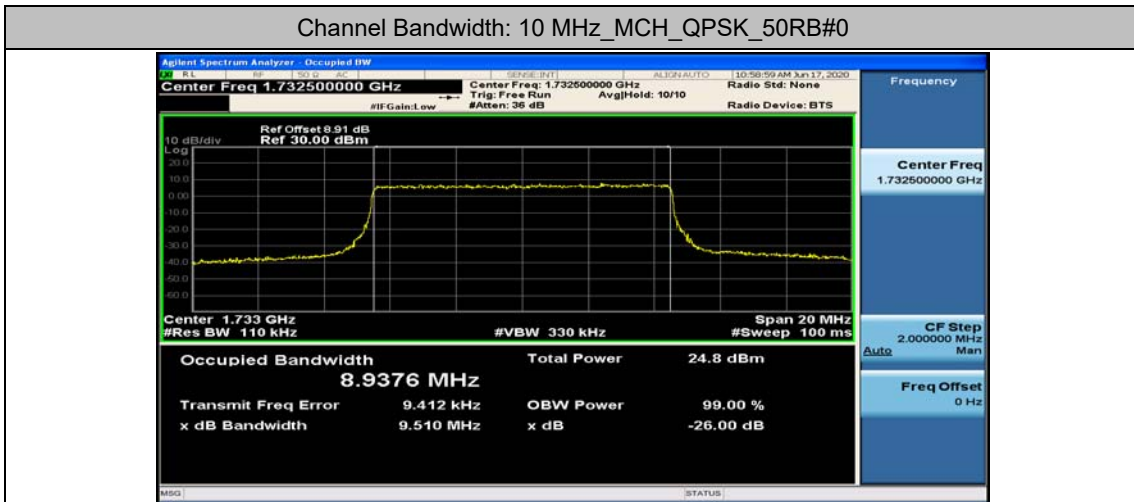 Channel Bandwidth: 10 MHz_MCH_QPSK_50RB#0
Agilent Spectrum Analyzer - Occupied BW
LXI RL RF 50 Ω AC SENSE:INT ALIGN AUTO 10:58:59 AM Jun 17, 2020
Center Freq 1.732500000 GHz
Center Freq: 1.732500000 GHz
Radio Std: None
Frequency
Trig: Free Run Avg|Hold: 10/10
#IFGain:Low #Atten: 36 dB Radio Device: BTS
Ref Offset 8.91 dB
10 dB/div Ref 30.00 dBm
Log
20.0
10.0
0.00
-10.0
-20.0
-30.0
-40.0
-50.0
-60.0
Center Freq
1.732500000 GHz
Center 1.733 GHz Span 20 MHz
#Res BW 110 kHz #VBW 330 kHz #Sweep 100 ms
CF Step
2.000000 MHz
Auto Man
Occupied Bandwidth Total Power 24.8 dBm
8.9376 MHz
Freq Offset
0 Hz
Transmit Freq Error 9.412 kHz OBW Power 99.00 %
x dB Bandwidth 9.510 MHz x dB -26.00 dB
MSG STATUS